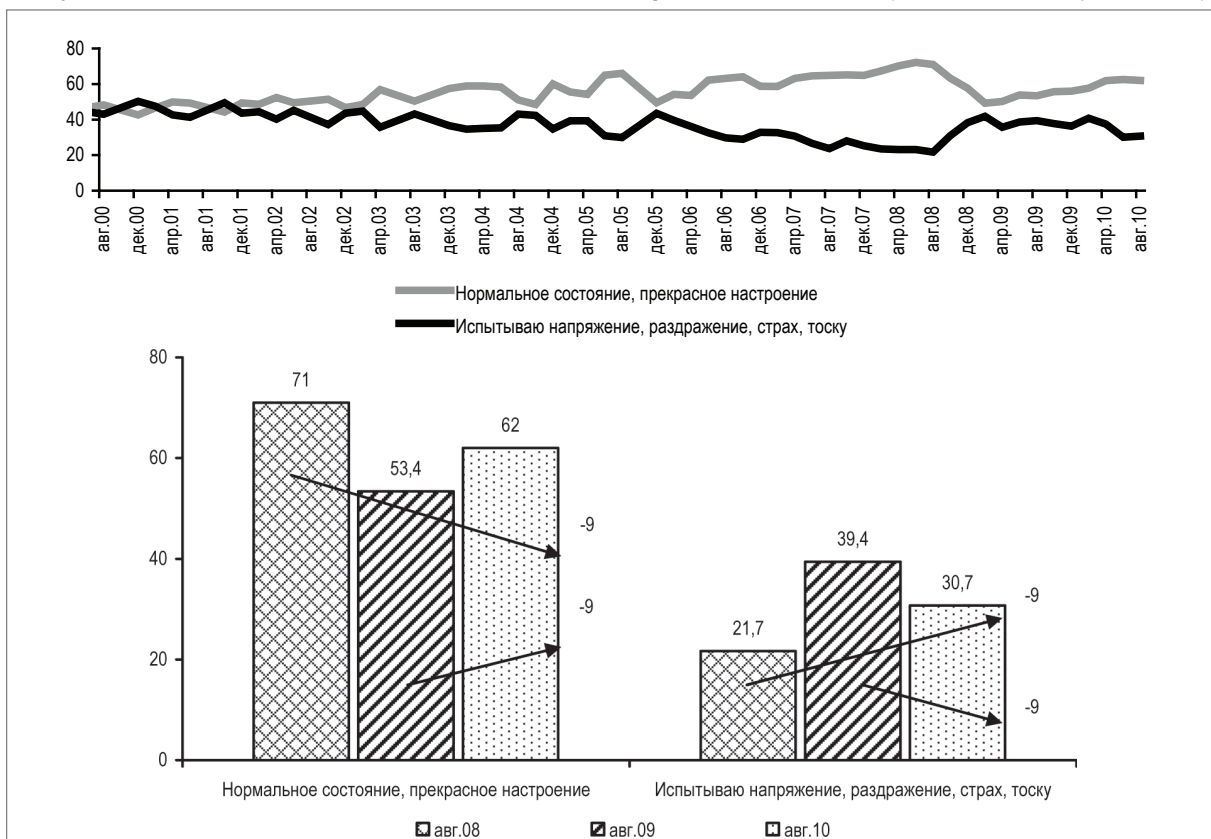 80
60
40
20
0
авг.00
дек.00
апр.01
авг.01
дек.01
апр.02
авг.02
дек.02
апр.03
авг.03
дек.03
апр.04
авг.04
дек.04
апр.05
авг.05
дек.05
апр.06
авг.06
дек.06
апр.07
авг.07
дек.07
апр.08
авг.08
дек.08
апр.09
авг.09
дек.09
апр.10
авг.10
Нормальное состояние, прекрасное настроение
Испытываю напряжение, раздражение, страх, тоску
80
60
40
20
0
71
53,4
62
-9
-9
21,7
39,4
30,7
-9
-9
Нормальное состояние, прекрасное настроение
Испытываю напряжение, раздражение, страх, тоску
авг.08
авг.09
авг.10